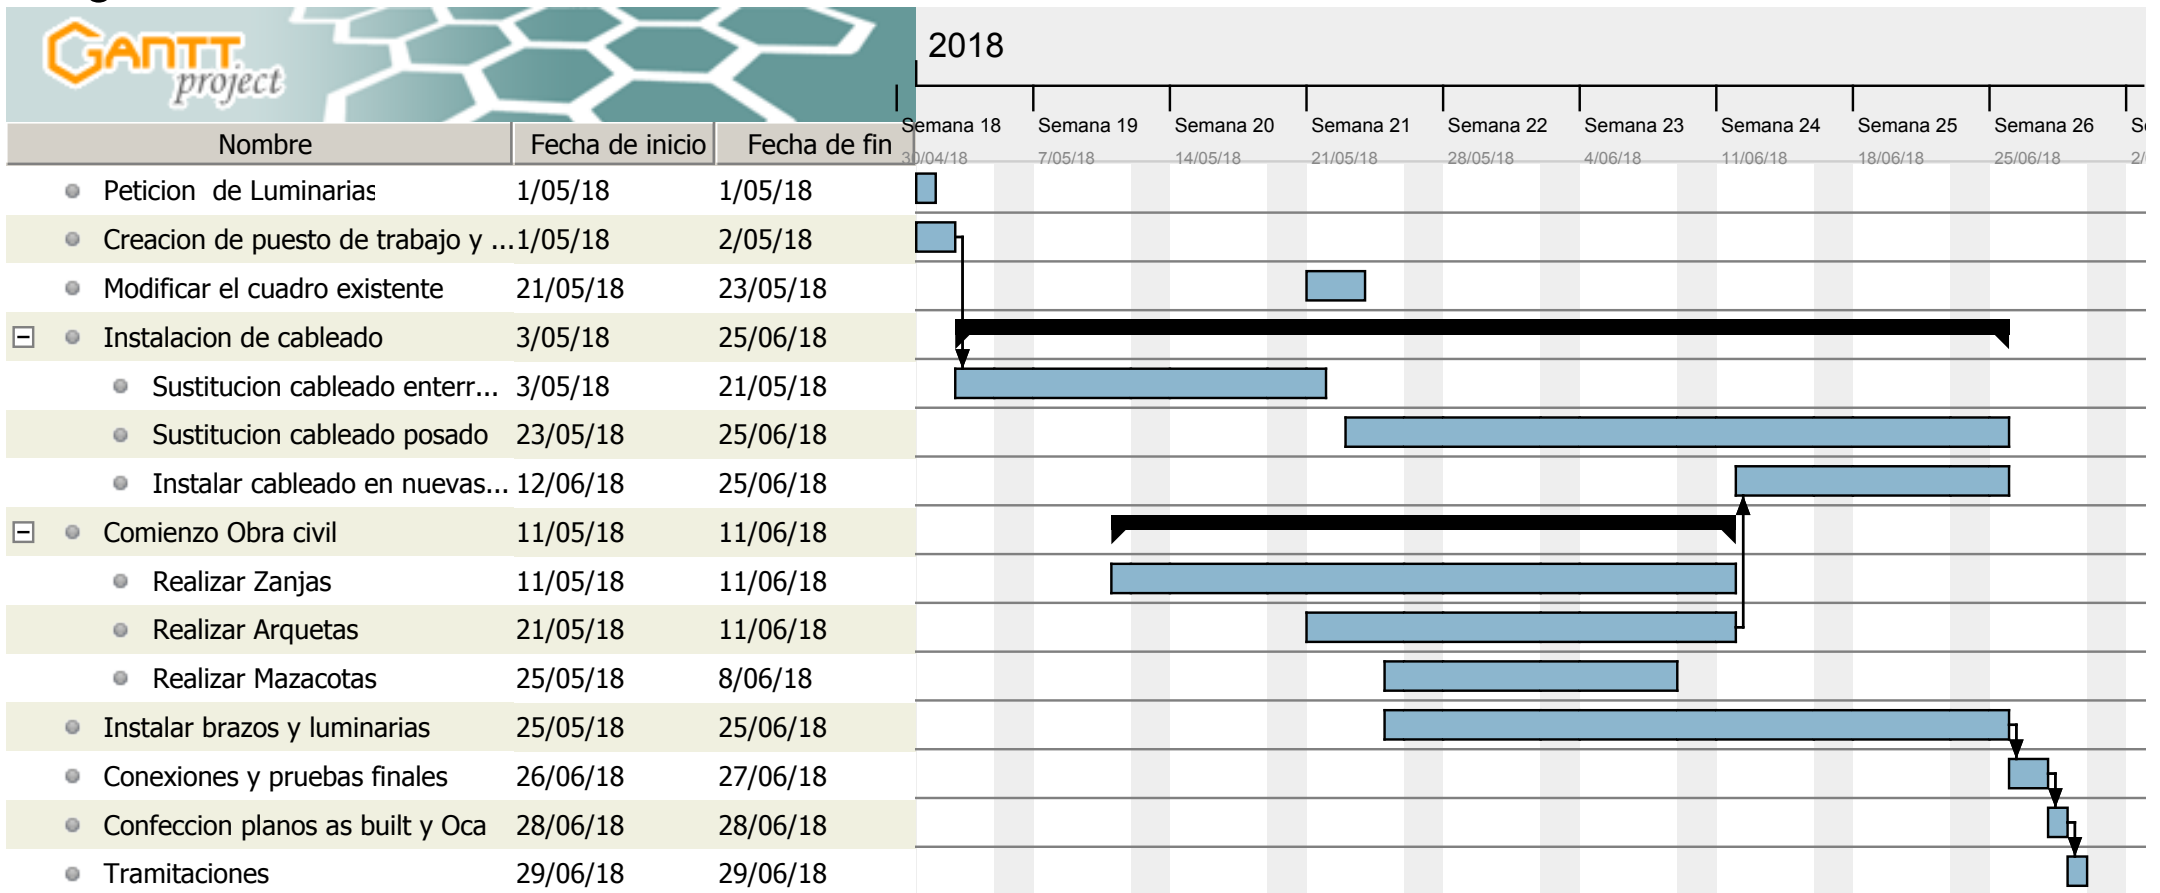 GANTT
project
2018
Semana 18 Semana 19 Semana 20 Semana 21 Semana 22 Semana 23 Semana 24 Semana 25 Semana 26
Nombre Fecha de inicio Fecha de fin
30/04/18 7/05/18 14/05/18 21/05/18 28/05/18 4/06/18 11/06/18 18/06/18 25/06/18
Peticion de Luminarias 1/05/18 1/05/18
Creacion de puesto de trabajo y ... 1/05/18 2/05/18
Modificar el cuadro existente 21/05/18 23/05/18
Instalacion de cableado 3/05/18 25/06/18
Sustitucion cableado enterr... 3/05/18 21/05/18
Sustitucion cableado posado 23/05/18 25/06/18
Instalar cableado en nuevas... 12/06/18 25/06/18
Comienzo Obra civil 11/05/18 11/06/18
Realizar Zanjas 11/05/18 11/06/18
Realizar Arquetas 21/05/18 11/06/18
Realizar Mazacotas 25/05/18 8/06/18
Instalar brazos y luminarias 25/05/18 25/06/18
Conexiones y pruebas finales 26/06/18 27/06/18
Confeccion planos as built y Oca 28/06/18 28/06/18
Tramitaciones 29/06/18 29/06/18